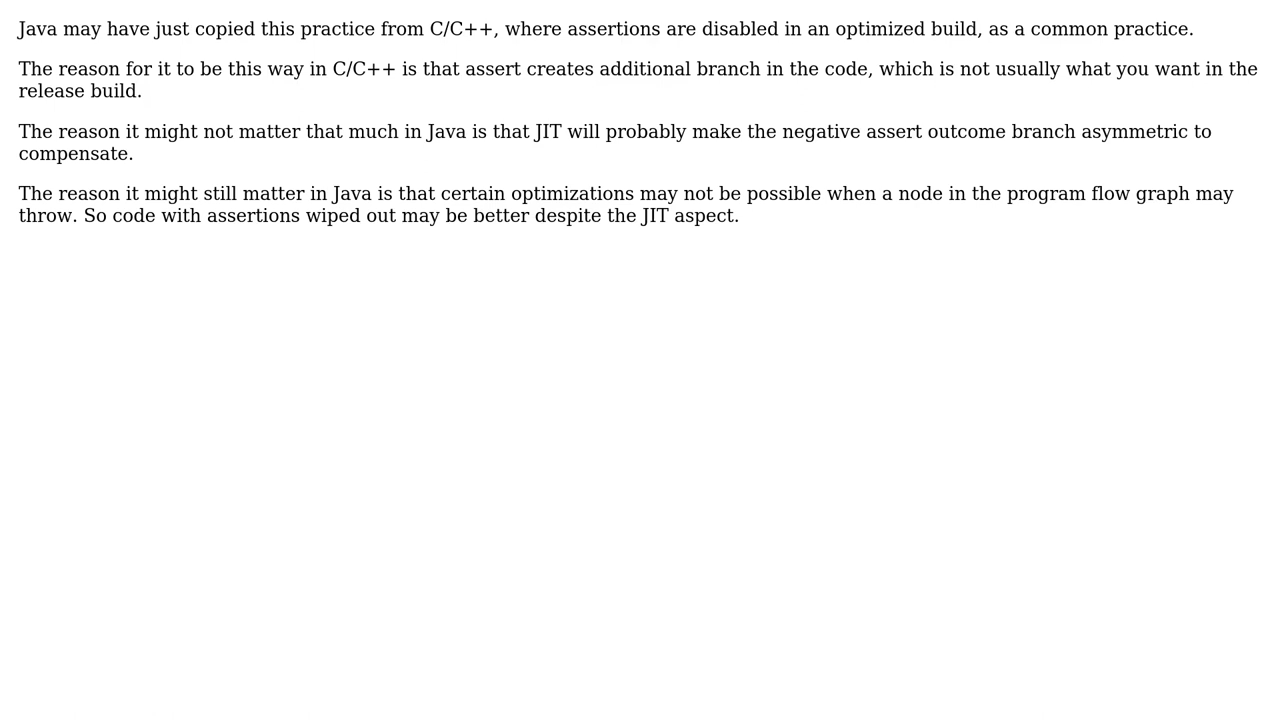 Java may have just copied this practice from C/C++, where assertions are disabled in an optimized build, as a common practice.
The reason for it to be this way in C/C++ is that assert creates additional branch in the code, which is not usually what you want in the
release build.
The reason it might not matter that much in Java is that JIT will probably make the negative assert outcome branch asymmetric to
compensate.
The reason it might still matter in Java is that certain optimizations may not be possible when a node in the program flow graph may
throw. So code with assertions wiped out may be better despite the JIT aspect.